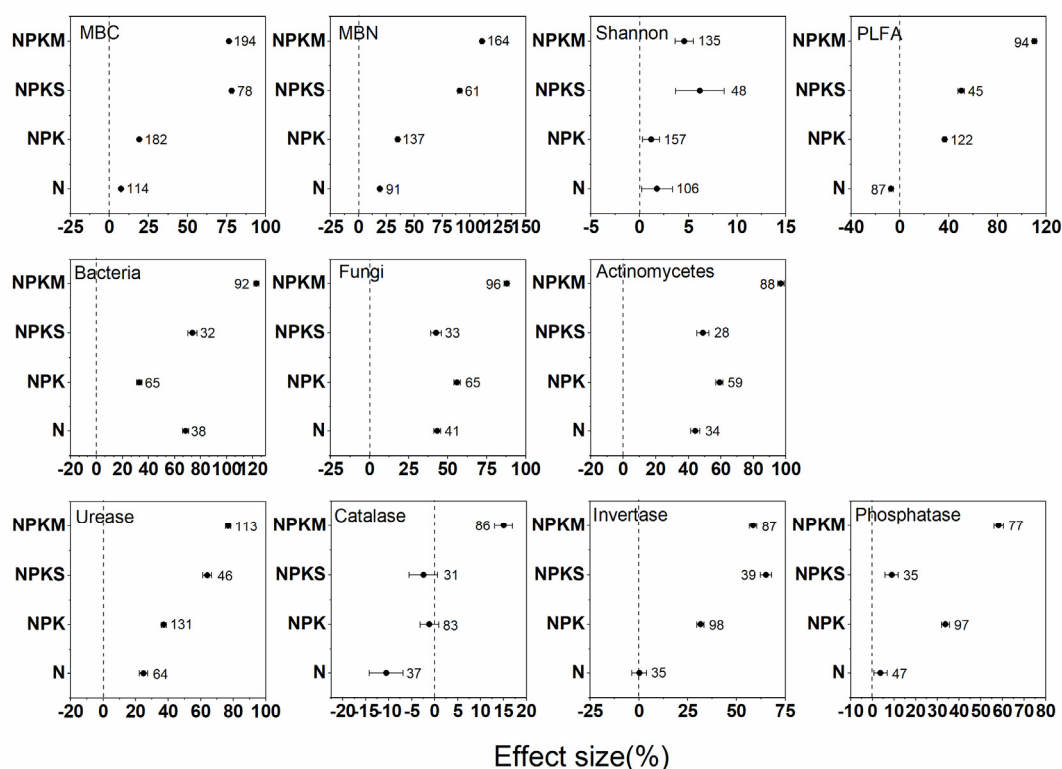 MBC
MBN
Shannon
PLFA
NPKM 194
NPKM 164
NPKM 135
NPKM 94
NPKS 78
NPKS 61
NPKS 48
NPKS 45
NPK 182
NPK 137
NPK 157
NPK 122
N 114
N 91
N 106
N 87
-25 0 25 50 75 100
-25 0 25 50 75 100 125 150
-5 0 5 10 15
-40 0 40 80 120
Bacteria
Fungi
Actinomycetes
NPKM 92
NPKM 96
NPKM 88
NPKS 32
NPKS 33
NPKS 28
NPK 65
NPK 65
NPK 59
N 38
N 41
N 34
-20 0 20 40 60 80 100 120
-25 0 25 50 75 100
-20 0 20 40 60 80 100
Urease
Catalase
Invertase
Phosphatase
NPKM 113
NPKM 86
NPKM 87
NPKM 77
NPKS 46
NPKS 31
NPKS 39
NPKS 35
NPK 131
NPK 83
NPK 98
NPK 97
N 64
N 37
N 35
N 47
-20 0 20 40 60 80 100
-20 -15 -10 -5 0 5 10 15 20
-25 0 25 50 75
-10 0 10 20 30 40 50 60 70 80
Effect size(%)